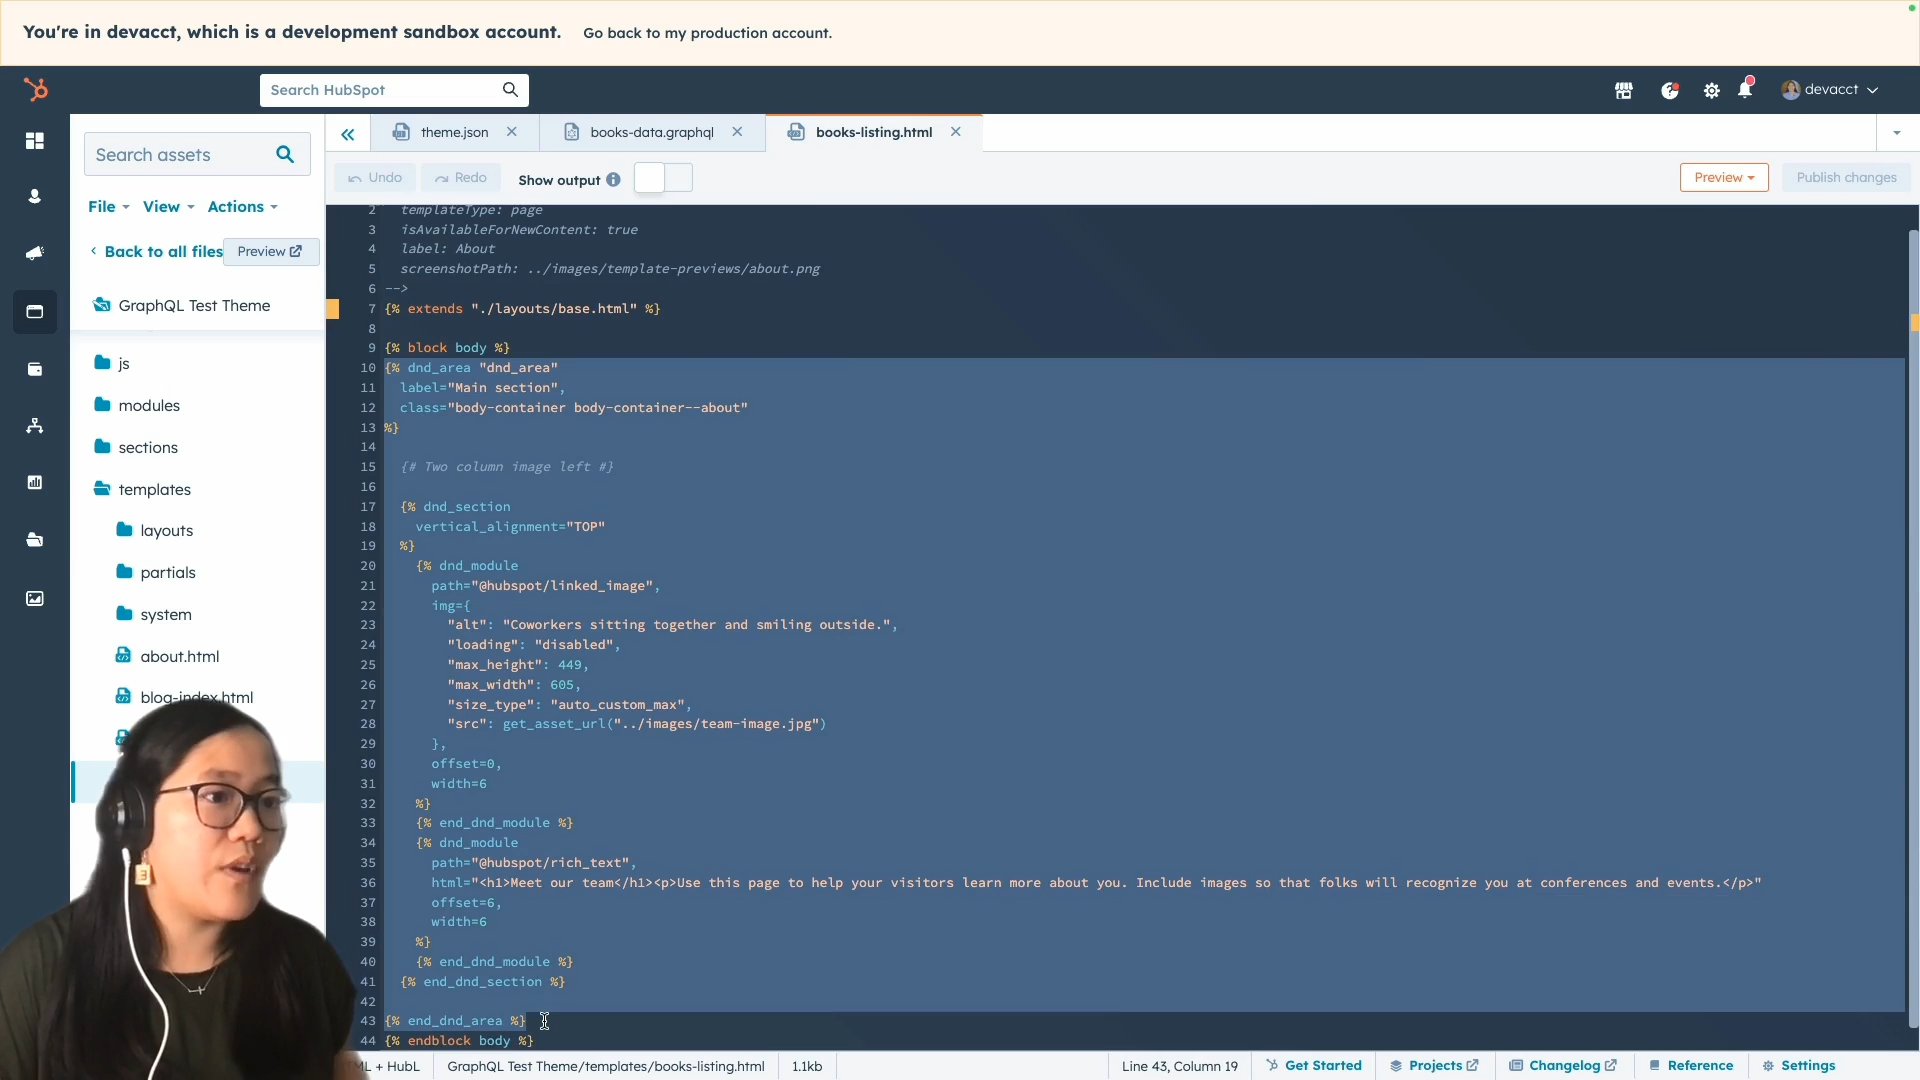 You're in devacct, which is a development sandbox account. Go back to my production account.
Search HubSpot
devacct
Search assets
theme.json
books-data.graphql
books-listing.html
Undo
Redo
Show output
Preview
Publish changes
File
View
Actions
Back to all files
Preview
GraphQL Test Theme
js
modules
sections
templates
layouts
partials
system
about.html
blog-index.html
2 templateType: page
3 isAvailableForNewContent: true
4 label: About
5 screenshotPath: ../images/template-previews/about.png
6 -->
7 {% extends "./layouts/base.html" %}
8
9 {% block body %}
10 {% dnd_area "dnd_area"
11 label="Main section",
12 class="body-container body-container--about"
13 %}
14
15 {# Two column image left #}
16
17 {% dnd_section
18 vertical_alignment="TOP"
19 %}
20 {% dnd_module
21 path="@hubspot/linked_image",
22 img={
23 "alt": "Coworkers sitting together and smiling outside.",
24 "loading": "disabled",
25 "max_height": 449,
26 "max_width": 605,
27 "size_type": "auto_custom_max",
28 "src": get_asset_url("../images/team-image.jpg")
29 },
30 offset=0,
31 width=6
32 %}
33 {% end_dnd_module %}
34 {% dnd_module
35 path="@hubspot/rich_text",
36 html="<h1>Meet our team</h1><p>Use this page to help your visitors learn more about you. Include images so that folks will recognize you at conferences and events.</p>"
37 offset=6,
38 width=6
39 %}
40 {% end_dnd_module %}
41 {% end_dnd_section %}
42
43 {% end_dnd_area %}
44 {% endblock body %}
ML + HubL
GraphQL Test Theme/templates/books-listing.html
1.1kb
Line 43, Column 19
Get Started
Projects
Changelog
Reference
Settings